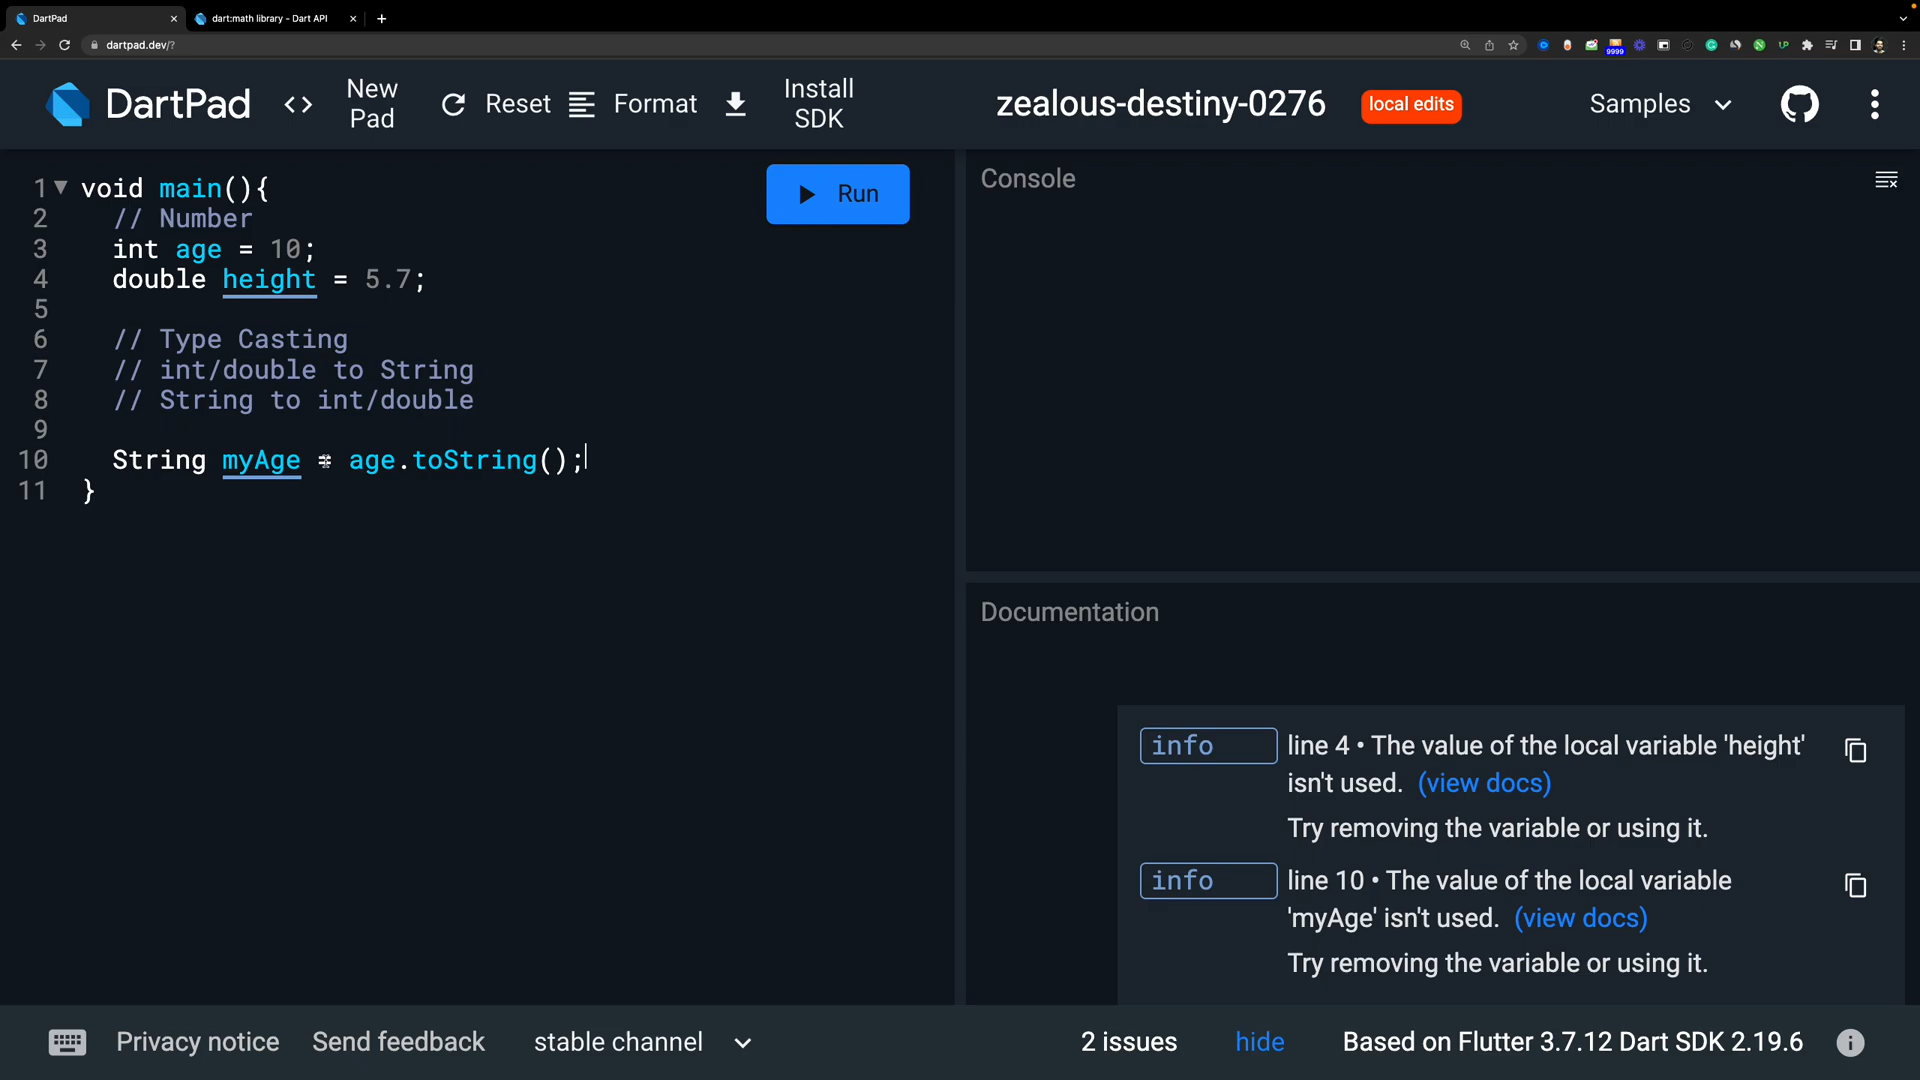 DartPad
dart:math library - Dart API
dartpad.dev/?
9999
UP
DartPad
<> New Pad
Reset
Format
Install SDK
zealous-destiny-0276
local edits
Samples
1 void main(){
2 // Number
3 int age = 10;
4 double height = 5.7;
5
6 // Type Casting
7 // int/double to String
8 // String to int/double
9
10 String myAge = age.toString();
11 }
Run
Console
Documentation
info line 4 • The value of the local variable 'height'
isn't used. (view docs)
Try removing the variable or using it.
info line 10 • The value of the local variable
'myAge' isn't used. (view docs)
Try removing the variable or using it.
Privacy notice
Send feedback
stable channel
2 issues
hide
Based on Flutter 3.7.12 Dart SDK 2.19.6